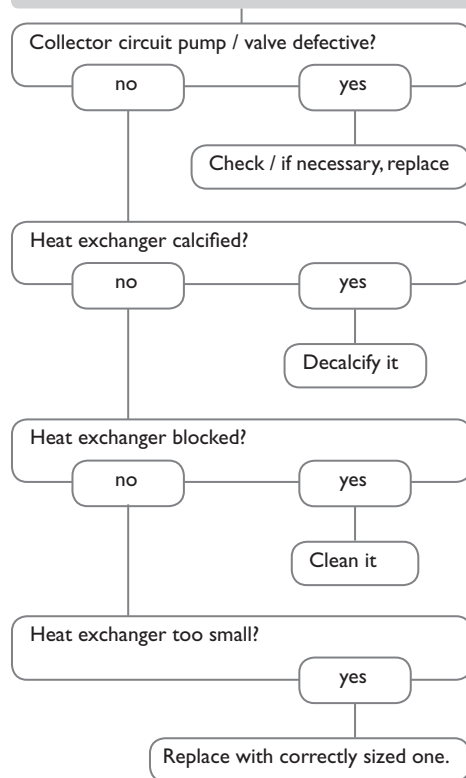 Collector circuit pump / valve defective?
no
yes
Check / if necessary, replace
Heat exchanger calcified?
no
yes
Decalcify it
Heat exchanger blocked?
no
yes
Clean it
Heat exchanger too small?
yes
Replace with correctly sized one.